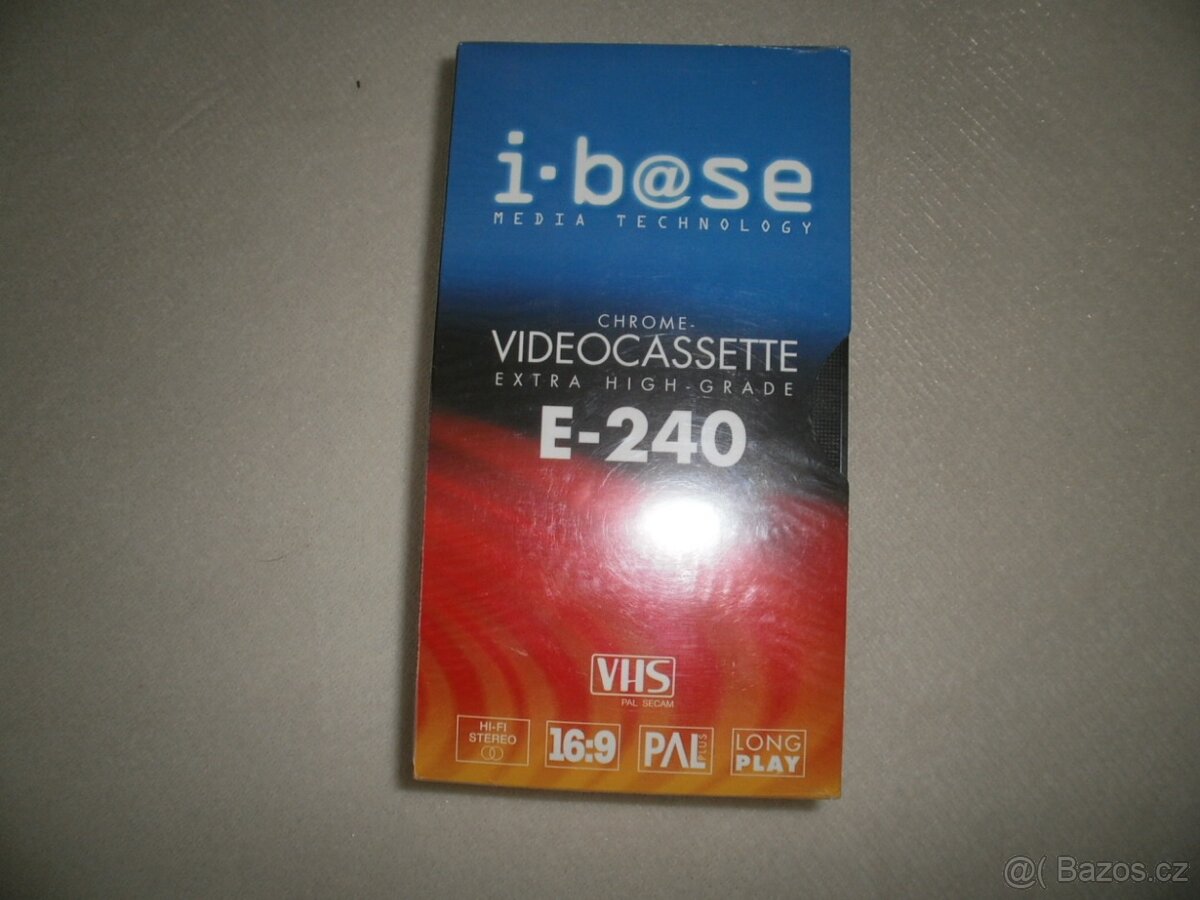 i·b@se
MEDIA TECHNOLOGY
CHROME-
VIDEOCASSETTE
EXTRA HIGH-GRADE
E-240
VHS
PAL SECAM
HI-FI
STEREO
16:9
PAL PLUS
LONG
PLAY
@( Bazos.cz